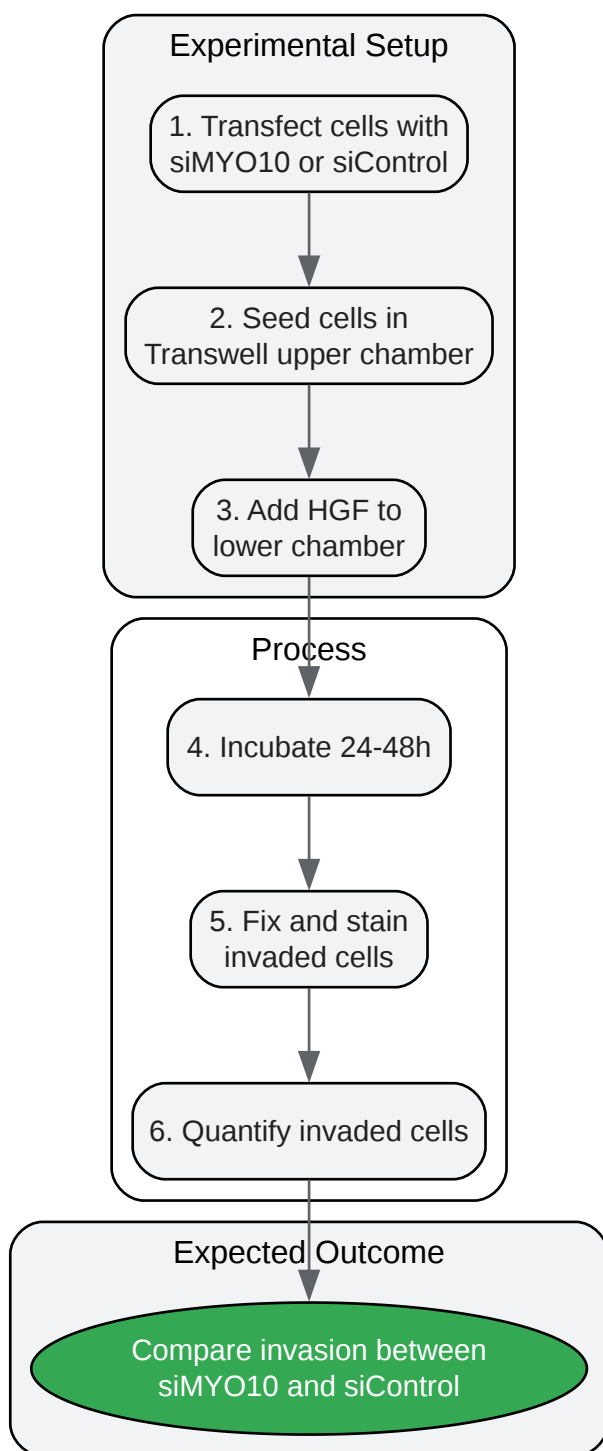 Experimental Setup
1. Transfect cells with
siMYO10 or siControl
2. Seed cells in
Transwell upper chamber
3. Add HGF to
lower chamber
Process
4. Incubate 24-48h
5. Fix and stain
invaded cells
6. Quantify invaded cells
Expected Outcome
Compare invasion between
siMYO10 and siControl